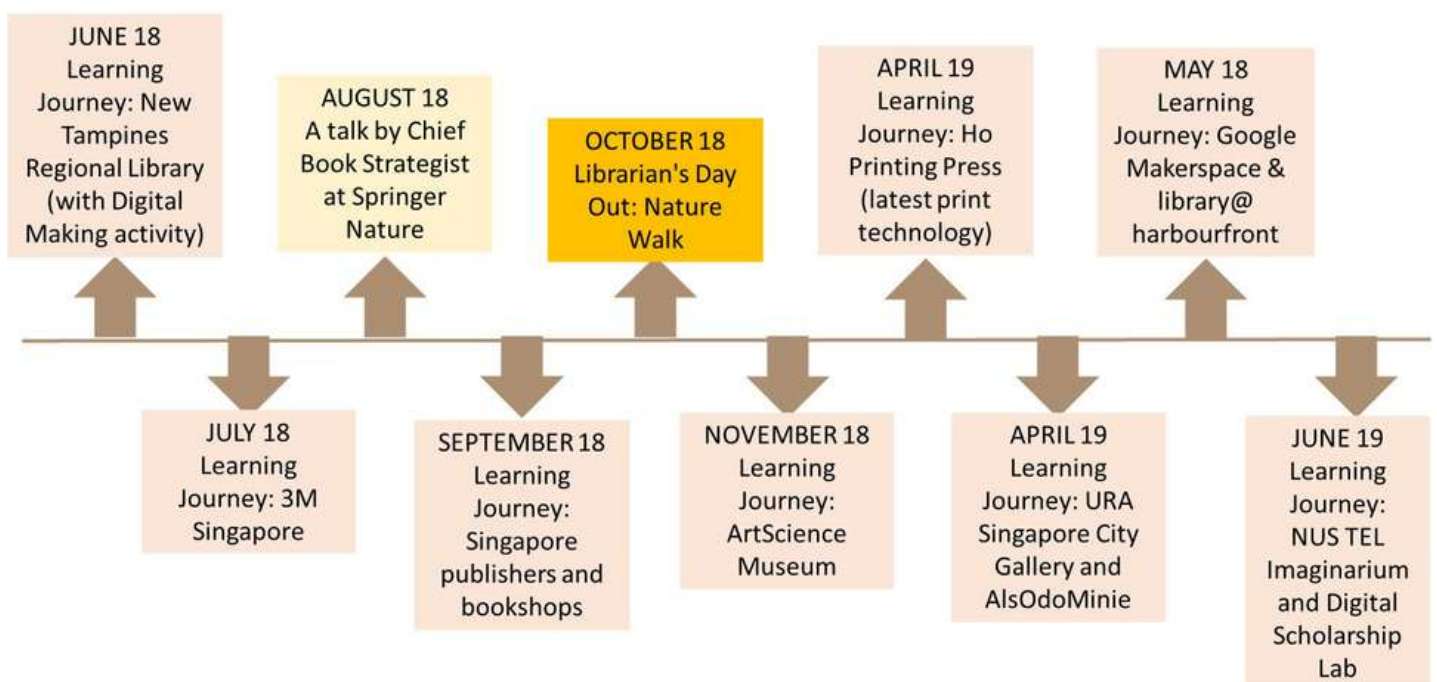 JUNE 18
Learning
Journey: New
Tampines
Regional Library
(with Digital
Making activity)
JULY 18
Learning
Journey: 3M
Singapore
AUGUST 18
A talk by Chief
Book Strategist
at Springer
Nature
SEPTEMBER 18
Learning
Journey:
Singapore
publishers and
bookshops
OCTOBER 18
Librarian's Day
Out: Nature
Walk
NOVEMBER 18
Learning
Journey:
ArtScience
Museum
APRIL 19
Learning
Journey: Ho
Printing Press
(latest print
technology)
APRIL 19
Learning
Journey: URA
Singapore City
Gallery and
AlsOdoMinie
MAY 18
Learning
Journey: Google
Makerspace &
library@
harbourfront
JUNE 19
Learning
Journey:
NUS TEL
Imaginarium
and Digital
Scholarship
Lab